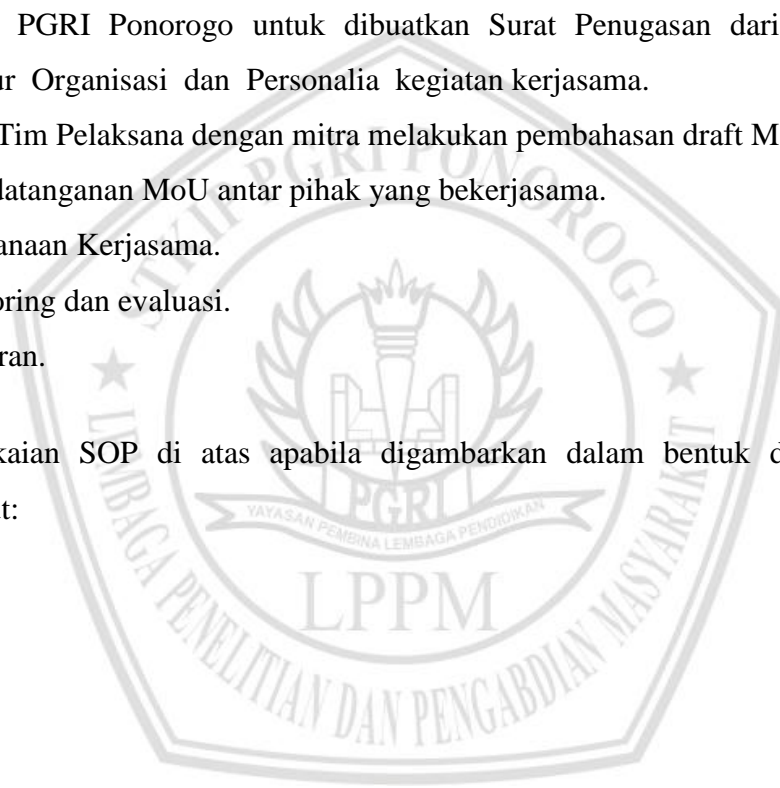 PGRI Ponorogo untuk dibuatkan Surat Penugasan dari
ur Organisasi dan Personalia kegiatan kerjasama.
Tim Pelaksana dengan mitra melakukan pembahasan draft M
datanganan MoU antar pihak yang bekerjasama.
anaan Kerjasama.
oring dan evaluasi.
ran.
kaian SOP di atas apabila digambarkan dalam bentuk d
t:
STKIP PGRI PONOROGO
PGRI
YAYASAN PEMBINA LEMBAGA PENDIDIKAN
LPPM
LEMBAGA PENELITIAN DAN PENGABDIAN MASYARAKAT